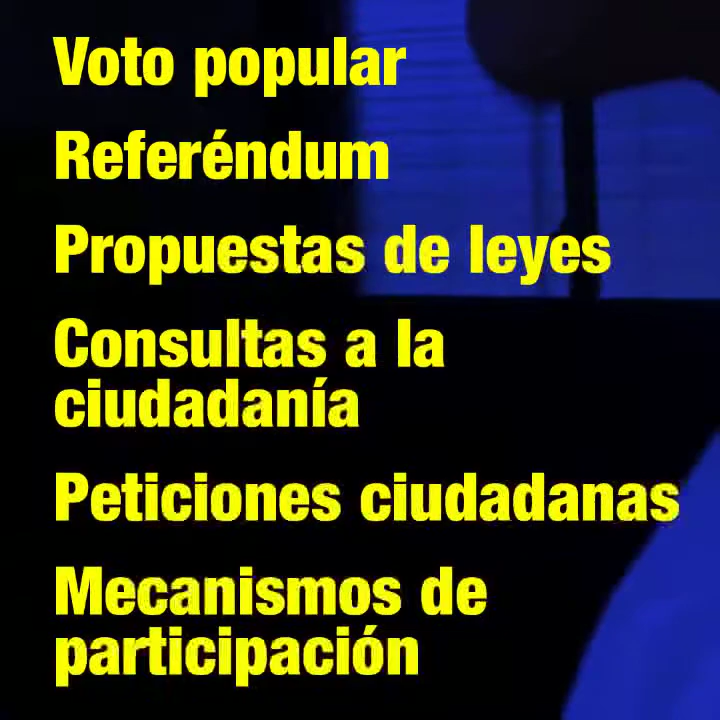 Voto popular
Referéndum
Propuestas de leyes
Consultas a la
ciudadanía
Peticiones ciudadanas
Mecanismos de
participación